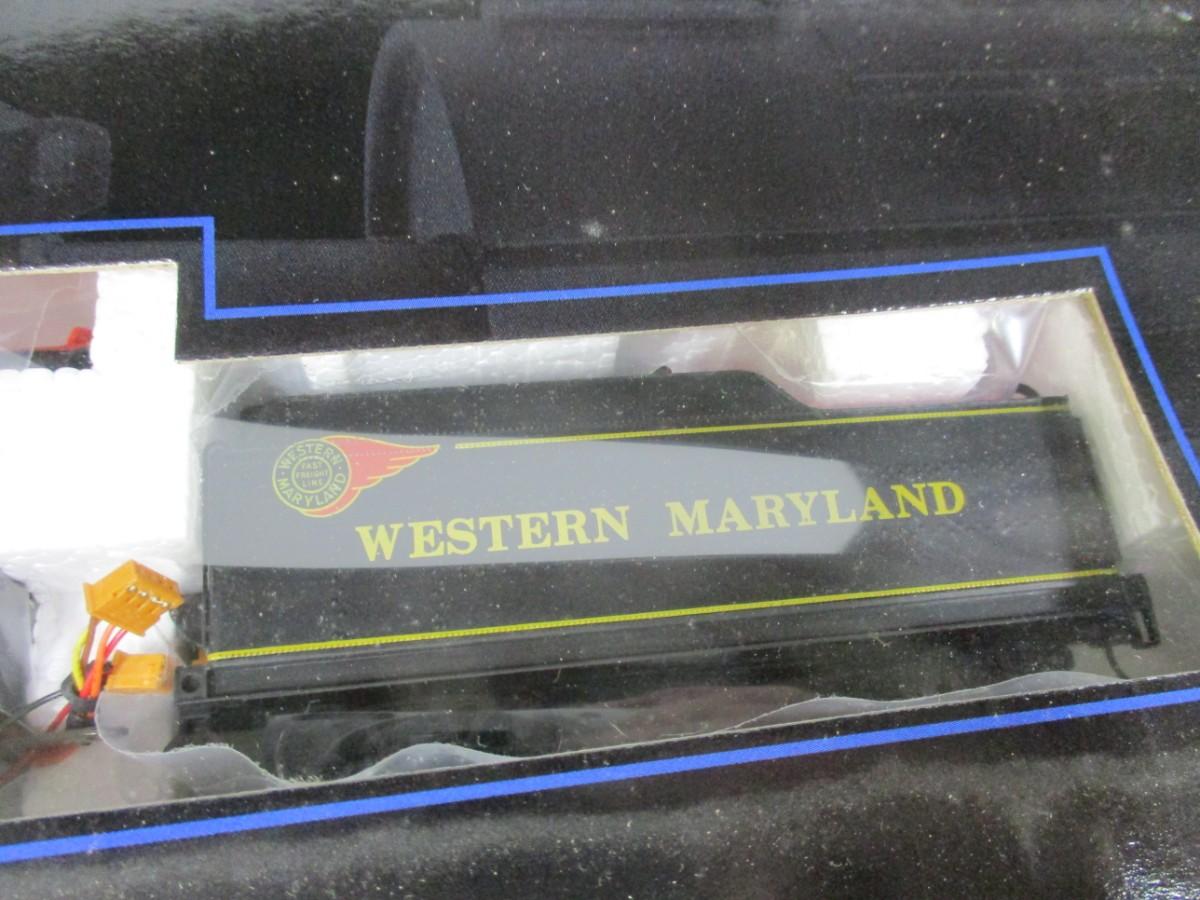 WESTERN
FAST
FREIGHT
LINE
MARYLAND
WESTERN MARYLAND